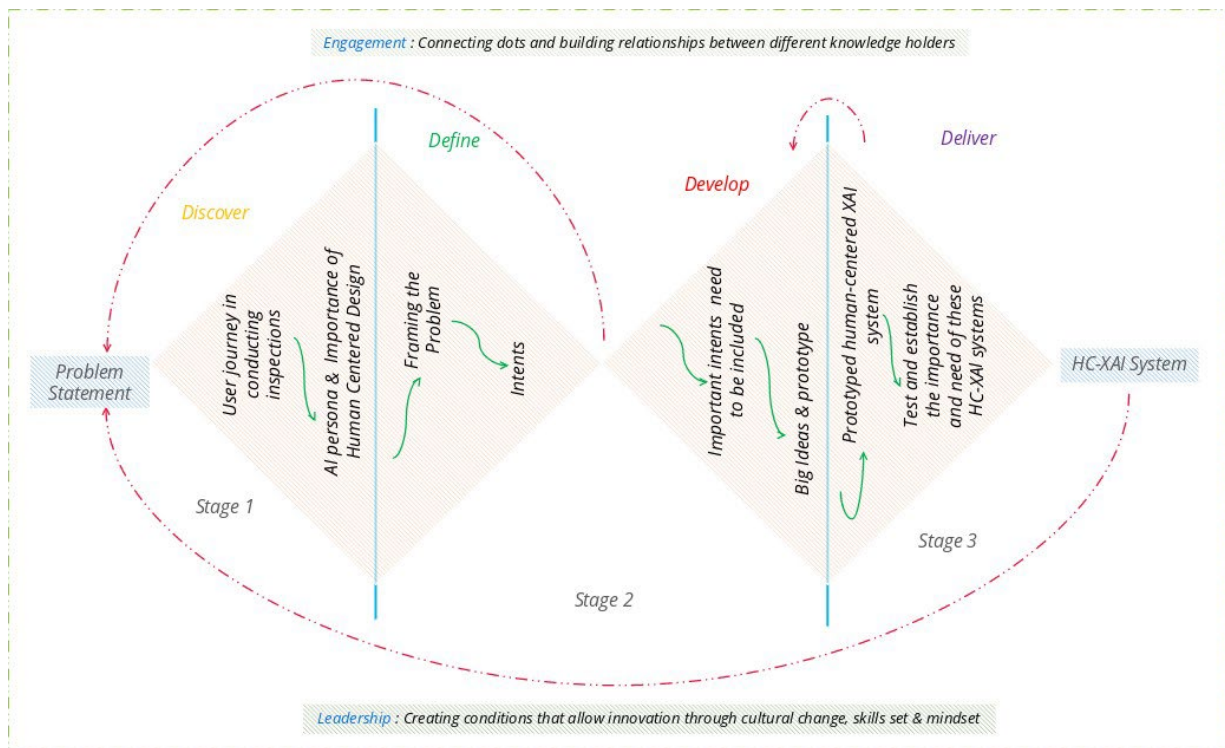 Engagement : Connecting dots and building relationships between different knowledge holders
Define
Deliver
Develop
Discover
Problem
Statement
User journey in
conducting
inspections
AI persona & Importance of
Human Centered Design
Framing the
Problem
Intents
Important intents need
to be included
Big Ideas & prototype
Prototyped human-centered XAI
system
Test and establish
the importance
and need of these
HC-XAI systems
HC-XAI System
Stage 1
Stage 2
Stage 3
Leadership : Creating conditions that allow innovation through cultural change, skills set & mindset